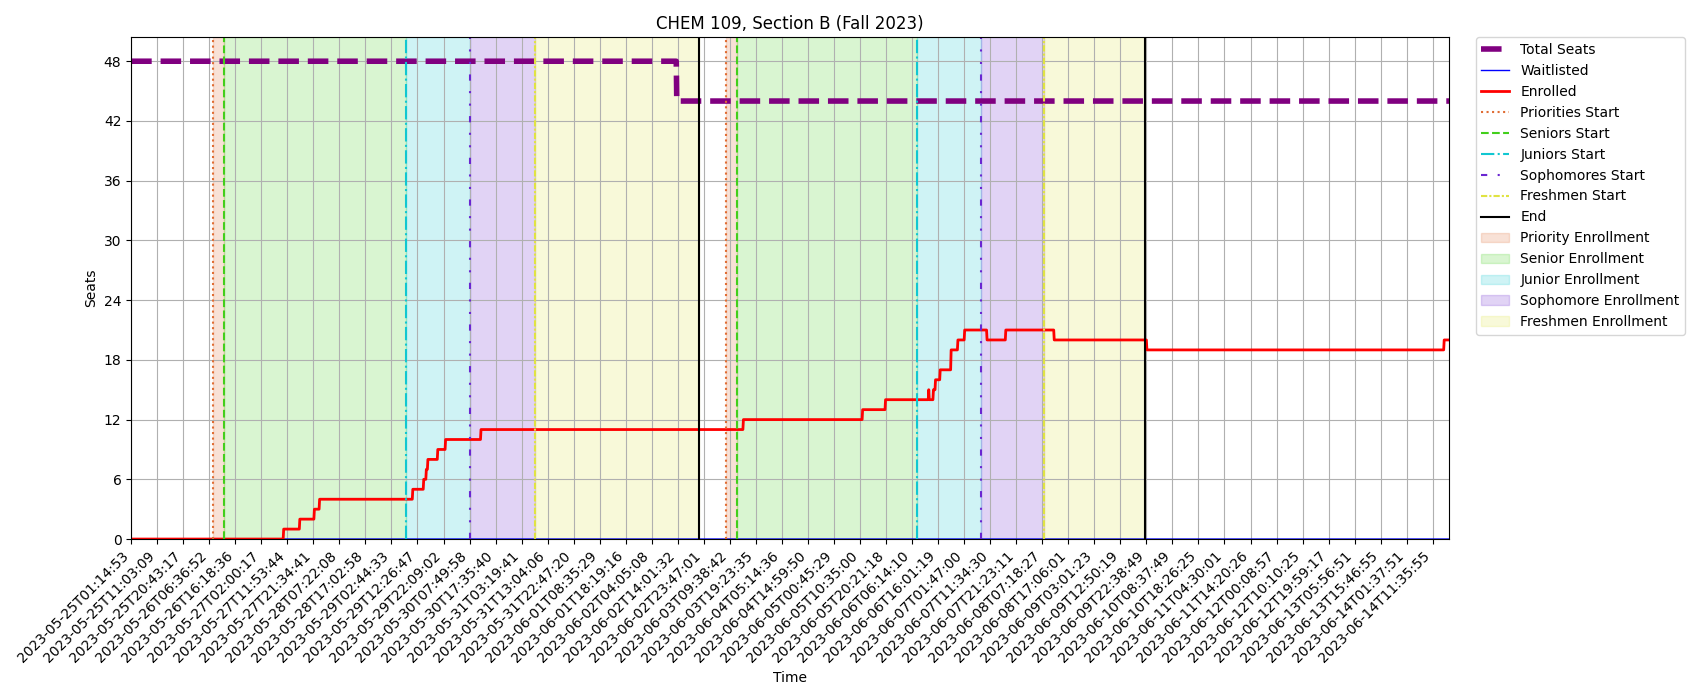 CHEM 109, Section B (Fall 2023)
Seats
48
42
36
30
24
18
12
6
0
2023-05-25T01:14:53
2023-05-25T11:03:09
2023-05-25T20:43:17
2023-05-26T06:36:52
2023-05-26T16:18:36
2023-05-27T02:00:17
2023-05-27T11:53:44
2023-05-27T21:34:41
2023-05-28T07:22:08
2023-05-28T17:02:58
2023-05-29T02:44:33
2023-05-29T12:26:47
2023-05-29T22:09:02
2023-05-30T07:49:58
2023-05-30T17:35:40
2023-05-31T03:19:41
2023-05-31T13:04:06
2023-05-31T22:47:20
2023-06-01T08:35:29
2023-06-01T18:19:16
2023-06-02T04:05:08
2023-06-02T14:01:32
2023-06-02T23:47:01
2023-06-03T09:38:42
2023-06-03T19:23:35
2023-06-04T05:14:36
2023-06-04T14:59:50
2023-06-05T00:45:29
2023-06-05T10:35:00
2023-06-05T20:21:18
2023-06-06T06:14:10
2023-06-06T16:01:19
2023-06-07T01:47:00
2023-06-07T11:34:30
2023-06-07T21:23:11
2023-06-08T07:18:27
2023-06-08T17:06:01
2023-06-09T03:01:23
2023-06-09T12:50:19
2023-06-09T22:38:49
2023-06-10T08:37:49
2023-06-10T18:26:25
2023-06-11T04:30:01
2023-06-11T14:20:26
2023-06-12T00:08:57
2023-06-12T10:10:25
2023-06-12T19:59:17
2023-06-13T05:56:51
2023-06-13T15:46:55
2023-06-14T01:37:51
2023-06-14T11:35:55
Time
Total Seats
Waitlisted
Enrolled
Priorities Start
Seniors Start
Juniors Start
Sophomores Start
Freshmen Start
End
Priority Enrollment
Senior Enrollment
Junior Enrollment
Sophomore Enrollment
Freshmen Enrollment